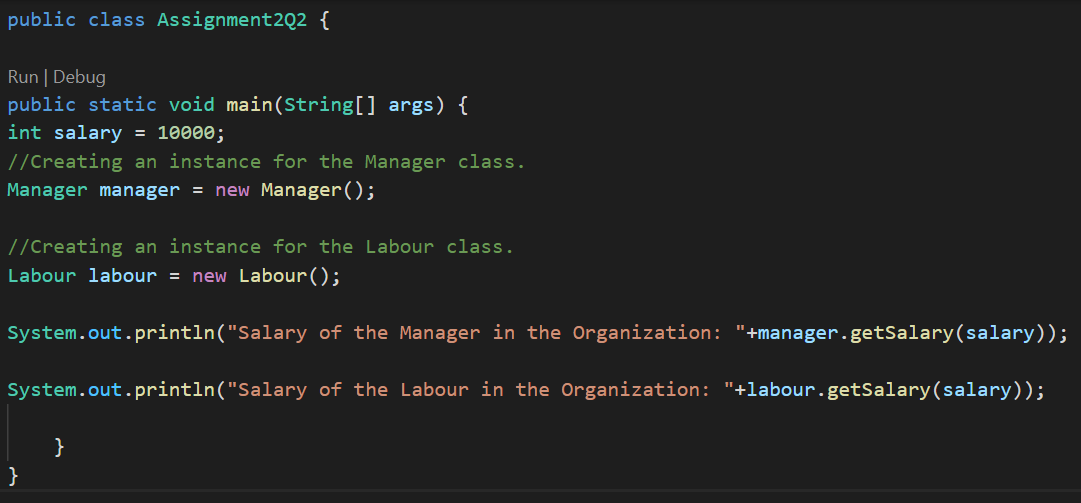 public class Assignment2Q2 {
Run | Debug
public static void main(String[] args) {
int salary = 10000;
//Creating an instance for the Manager class.
Manager manager = new Manager();
//Creating an instance for the Labour class.
Labour labour = new Labour();
System.out.println("Salary of the Manager in the Organization: "+manager.getSalary(salary));
System.out.println("Salary of the Labour in the Organization: "+labour.getSalary(salary));
}
}